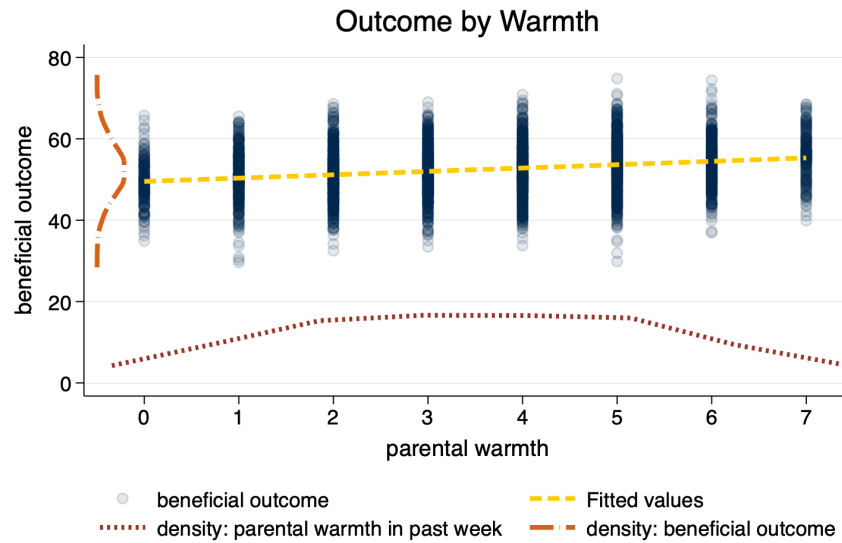 Outcome by Warmth
80
60
40
20
0
beneficial outcome
0 1 2 3 4 5 6 7
parental warmth
beneficial outcome
Fitted values
density: parental warmth in past week
density: beneficial outcome